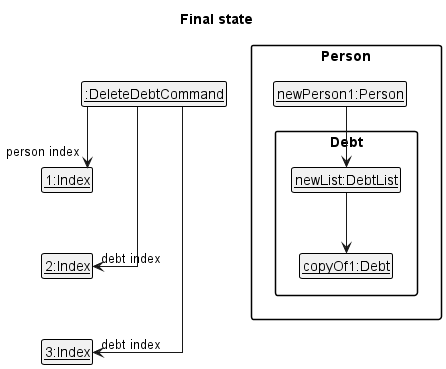 Final state
Person
:DeleteDebtCommand
newPerson1:Person
Debt
person index
1:Index
newList:DebtList
2:Index
debt index
copyOf1:Debt
3:Index
debt index